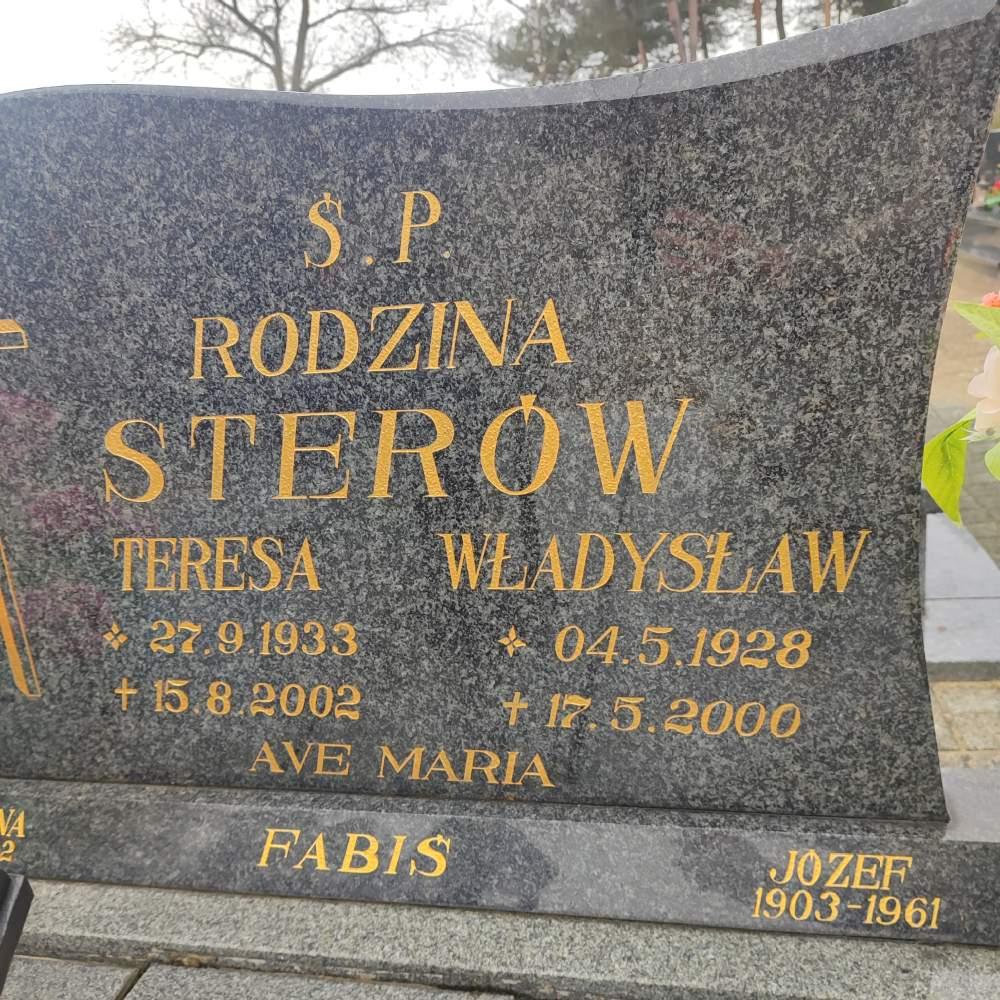 Ś.P.
RODZINA
STERÓW
TERESA WŁADYSŁAW
27.9.1933 04.5.1928
† 15.8.2002 † 17.5.2000
AVE MARIA
FABIŚ
JÓZEF
1903-1961